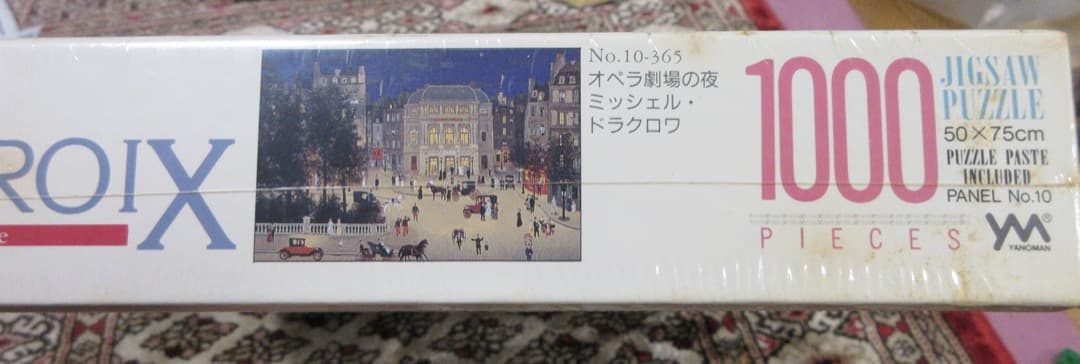 ROIX
e
No.10-365
オペラ劇場の夜
ミッシェル・
ドラクロワ
1000
PIECES
JIGSAW
PUZZLE
50×75cm
PUZZLE PASTE
INCLUDED
PANEL No.10
YM®
YANOMAN